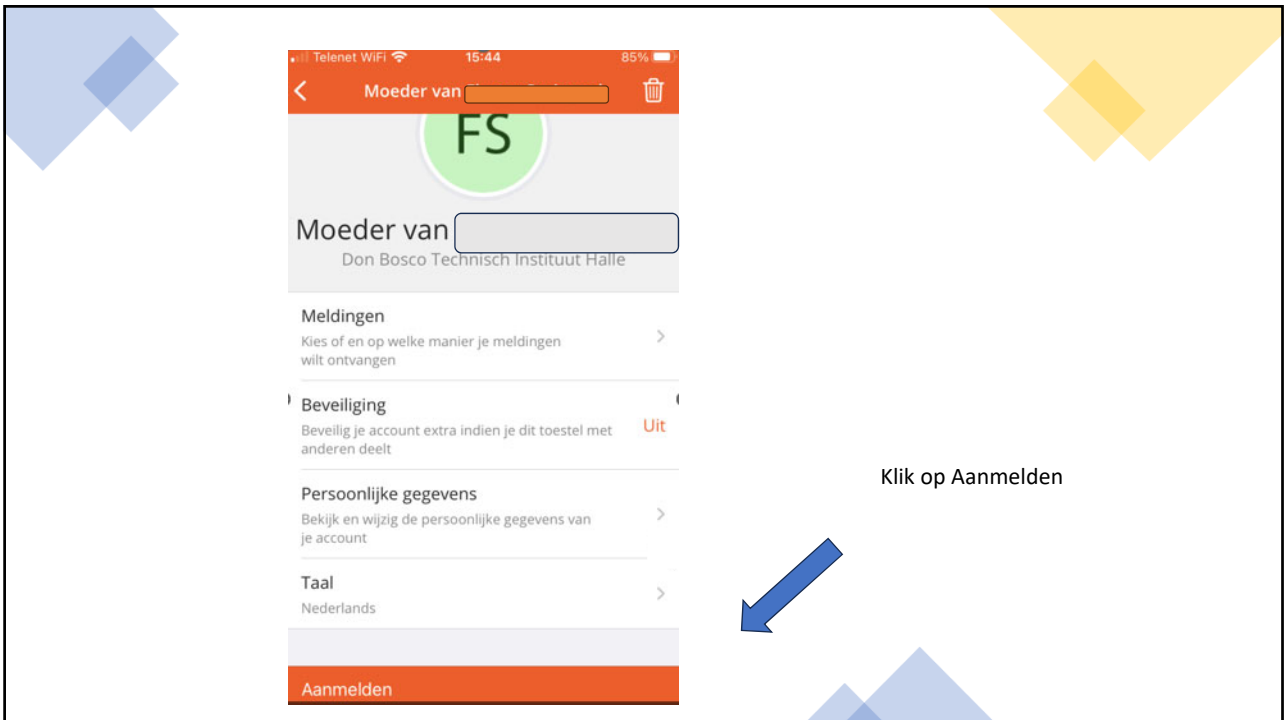 Telenet WiFi 15:44 85%
Moeder van
FS
Moeder van
Don Bosco Technisch Instituut Halle
Meldingen
Kies of en op welke manier je meldingen
wilt ontvangen
Beveiliging
Beveilig je account extra indien je dit toestel met
anderen deelt
Uit
Persoonlijke gegevens
Bekijk en wijzig de persoonlijke gegevens van
je account
Taal
Nederlands
Aanmelden
Klik op Aanmelden